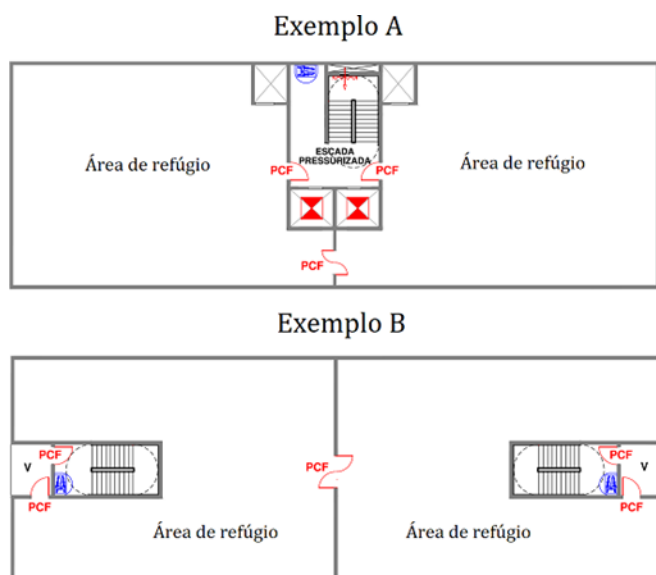 Exemplo A
Área de refúgio
ESCADA
PRESSURIZADA
PCF
PCF
Área de refúgio
PCF
Exemplo B
PCF
V
PCF
Área de refúgio
PCF
PCF
V
PCF
Área de refúgio